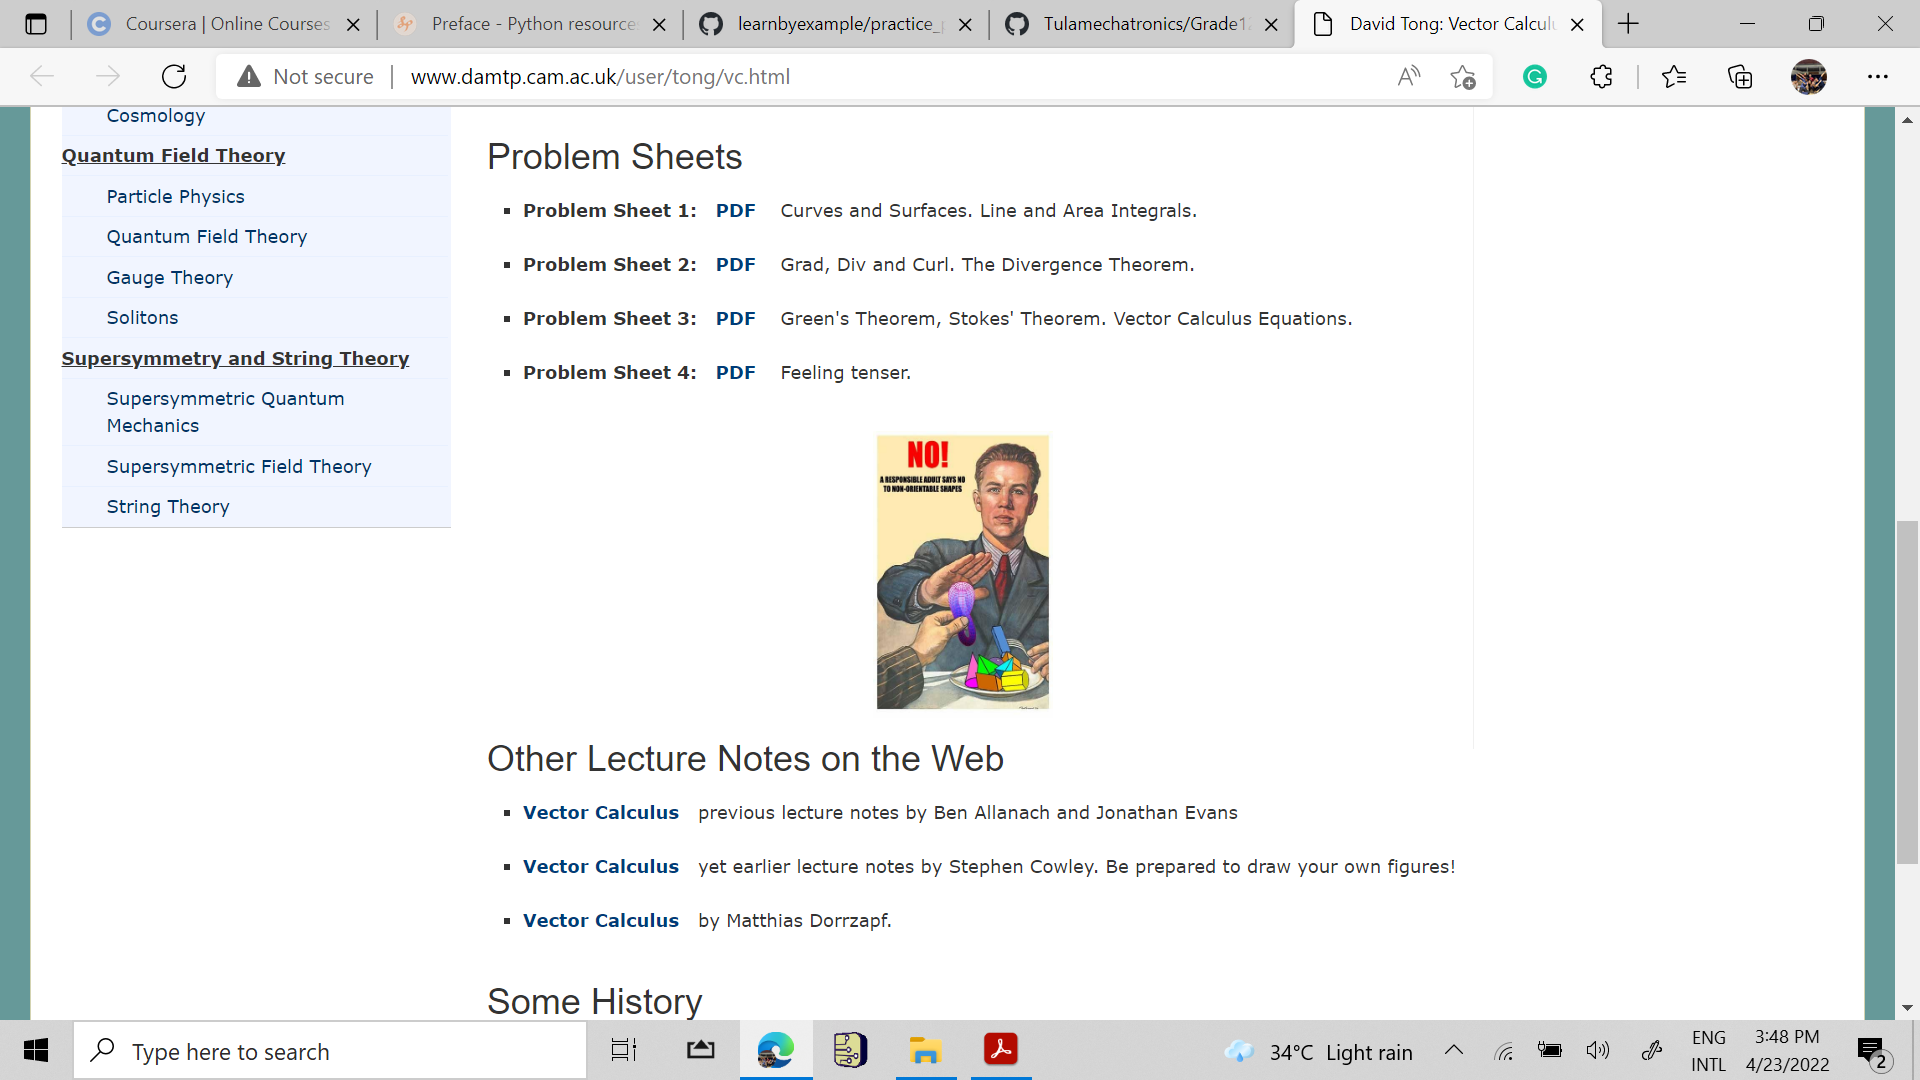 Coursera | Online Courses
Preface - Python resource
learnbyexample/practice_
Tulamechatronics/Grade1
David Tong: Vector Calcul
Not secure
www.damtp.cam.ac.uk/user/tong/vc.html
Cosmology
Quantum Field Theory
Particle Physics
Quantum Field Theory
Gauge Theory
Solitons
Supersymmetry and String Theory
Supersymmetric Quantum
Mechanics
Supersymmetric Field Theory
String Theory
Problem Sheets
Problem Sheet 1: PDF Curves and Surfaces. Line and Area Integrals.
Problem Sheet 2: PDF Grad, Div and Curl. The Divergence Theorem.
Problem Sheet 3: PDF Green's Theorem, Stokes' Theorem. Vector Calculus Equations.
Problem Sheet 4: PDF Feeling tenser.
NO!
A RESPONSIBLE ADULT SAYS NO
TO NON-ORIENTABLE SHAPES
Other Lecture Notes on the Web
Vector Calculus previous lecture notes by Ben Allanach and Jonathan Evans
Vector Calculus yet earlier lecture notes by Stephen Cowley. Be prepared to draw your own figures!
Vector Calculus by Matthias Dorrzapf.
Some History
Type here to search
34°C Light rain
ENG
INTL
3:48 PM
4/23/2022
2